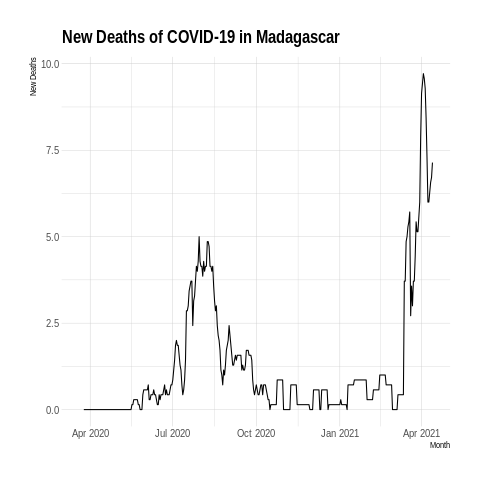 New Deaths of COVID-19 in Madagascar
New Deaths
10.0
7.5
5.0
2.5
0.0
Apr 2020 Jul 2020 Oct 2020 Jan 2021 Apr 2021
Month